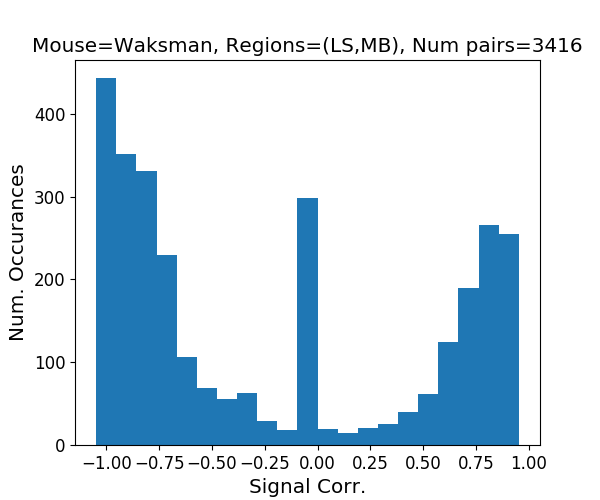 Mouse=Waksman, Regions=(LS,MB), Num pairs=3416
Num. Occurances
400
300
200
100
0
−1.00 −0.75 −0.50 −0.25 0.00 0.25 0.50 0.75 1.00
Signal Corr.